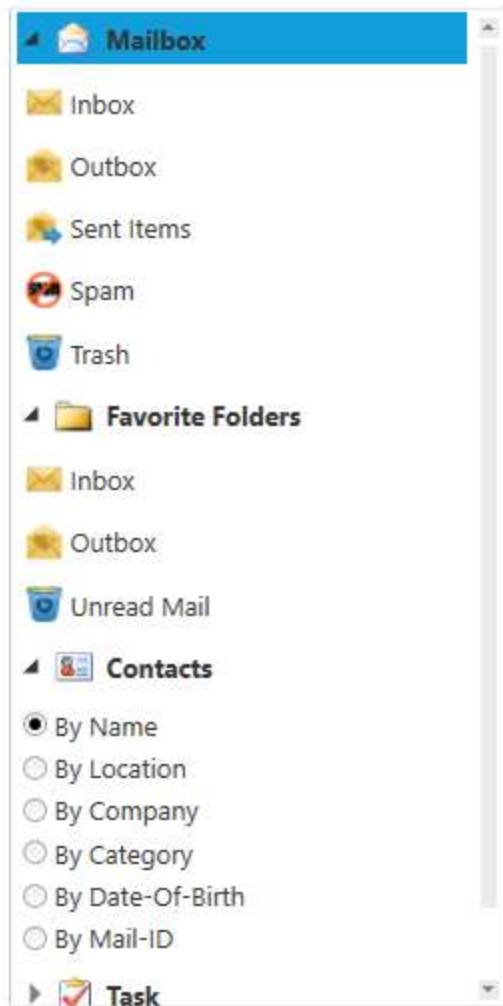 Mailbox
Inbox
Outbox
Sent Items
Spam
Trash
Favorite Folders
Inbox
Outbox
Unread Mail
Contacts
By Name
By Location
By Company
By Category
By Date-Of-Birth
By Mail-ID
Task